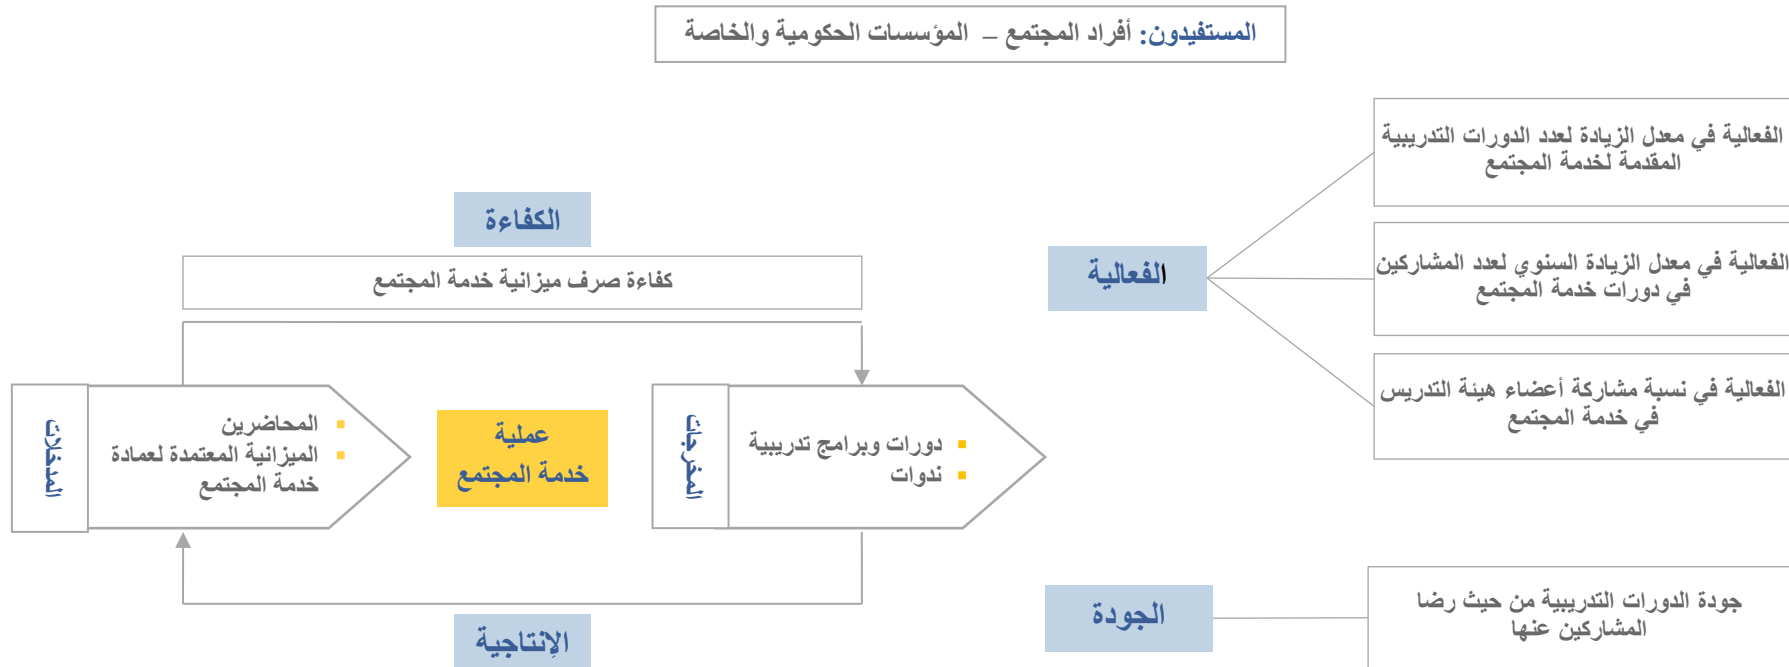 المستفيدون: أفراد المجتمع – المؤسسات الحكومية والخاصة
الفعالية في معدل الزيادة لعدد الدورات التدريبية
المقدمة لخدمة المجتمع
الكفاءة
الفعالية
الفعالية في معدل الزيادة السنوي لعدد المشاركين
في دورات خدمة المجتمع
كفاءة صرف ميزانية خدمة المجتمع
الفعالية في نسبة مشاركة أعضاء هيئة التدريس
في خدمة المجتمع
المخرجات
▪ دورات وبرامج تدريبية
▪ ندوات
عملية
خدمة المجتمع
▪ المحاضرين
▪ الميزانية المعتمدة لعمادة
خدمة المجتمع
المدخلات
جودة الدورات التدريبية من حيث رضا
المشاركين عنها
الجودة
الإنتاجية